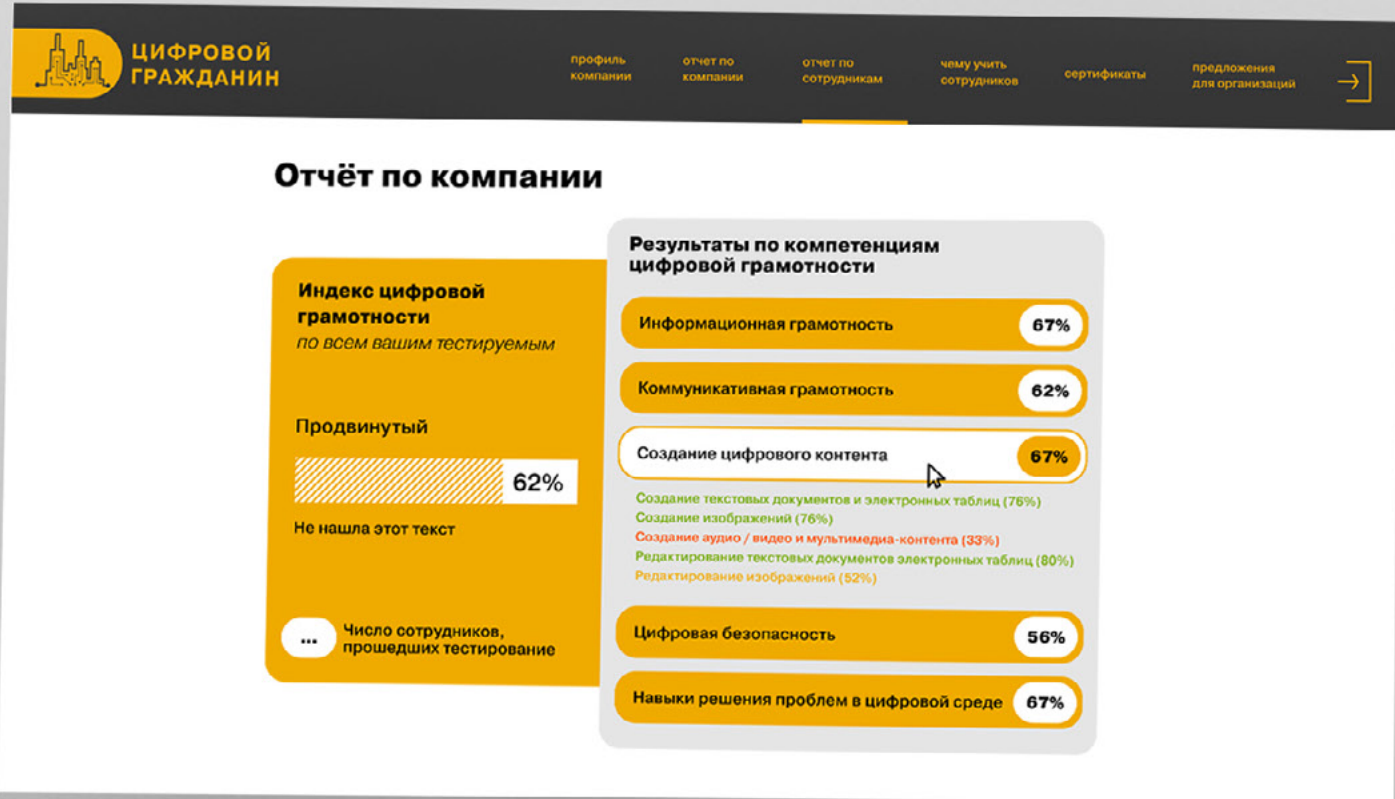 ЦИФРОВОЙ
ГРАЖДАНИН
профиль
компании
отчет по
компании
отчет по
сотрудникам
чему учить
сотрудников
сертификаты
предложения
для организаций
Отчёт по компании
Индекс цифровой
грамотности
по всем вашим тестируемым
Продвинутый
62%
Не нашла этот текст
...
Число сотрудников,
прошедших тестирование
Результаты по компетенциям
цифровой грамотности
Информационная грамотность 67%
Коммуникативная грамотность 62%
Создание цифрового контента 67%
Создание текстовых документов и электронных таблиц (76%)
Создание изображений (76%)
Создание аудио / видео и мультимедиа-контента (33%)
Редактирование текстовых документов электронных таблиц (80%)
Редактирование изображений (52%)
Цифровая безопасность 56%
Навыки решения проблем в цифровой среде 67%